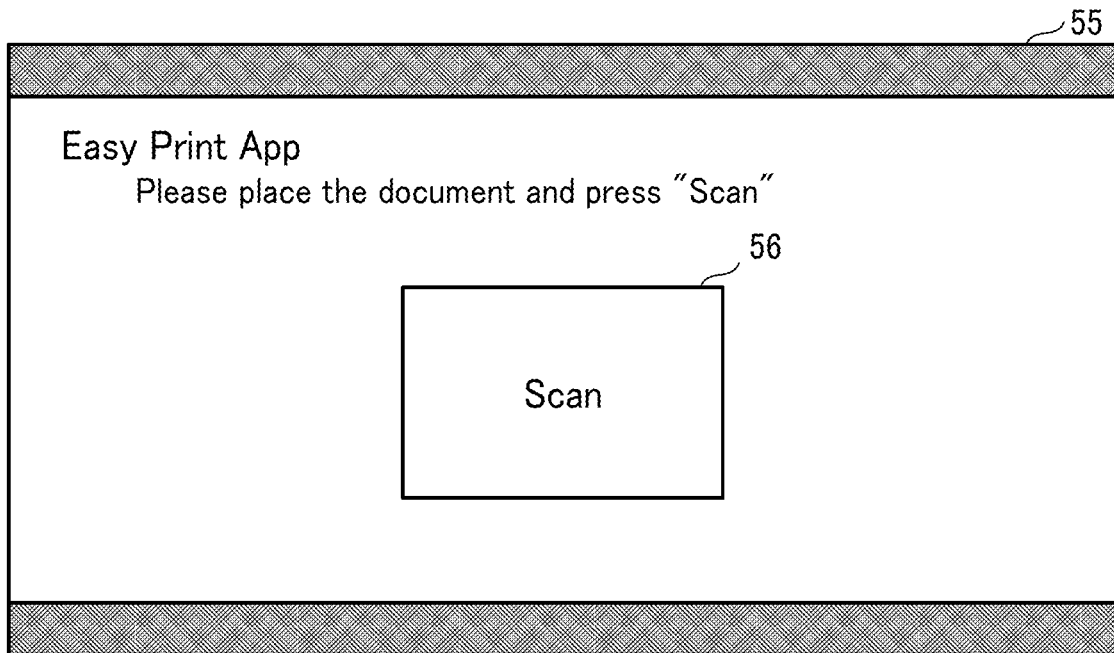 55
Easy Print App
Please place the document and press "Scan"
56
Scan